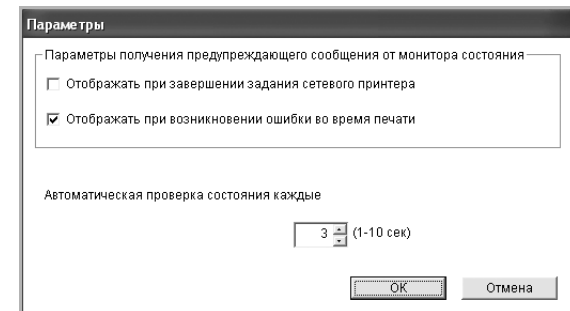 Параметры
Параметры получения предупреждающего сообщения от монитора состояния
Отображать при завершении задания сетевого принтера
Отображать при возникновении ошибки во время печати
Автоматическая проверка состояния каждые
3 (1-10 сек)
OK Отмена